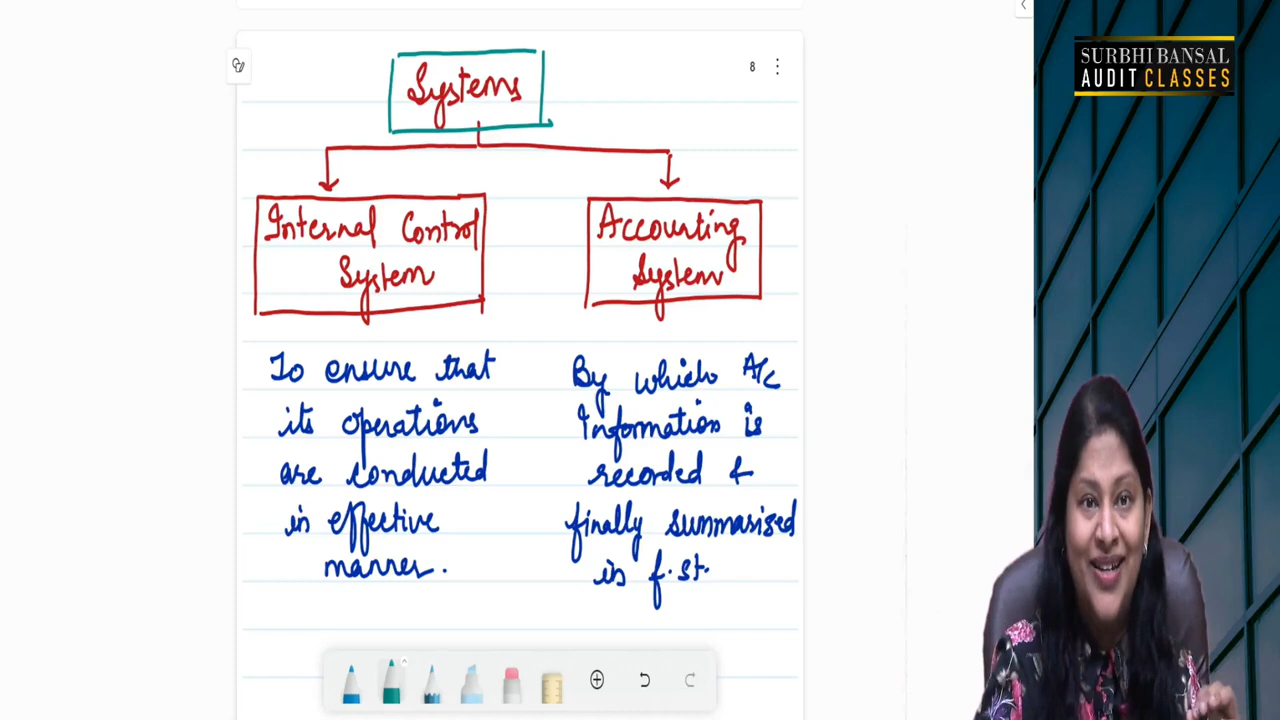 SURBHI BANSAL
AUDIT CLASSES
8
Systems
Internal Control
System
Accounting
System
To ensure that
its operations
are conducted
in effective
manner.
By which A/c
Information is
recorded &
finally summarised
in f.st.